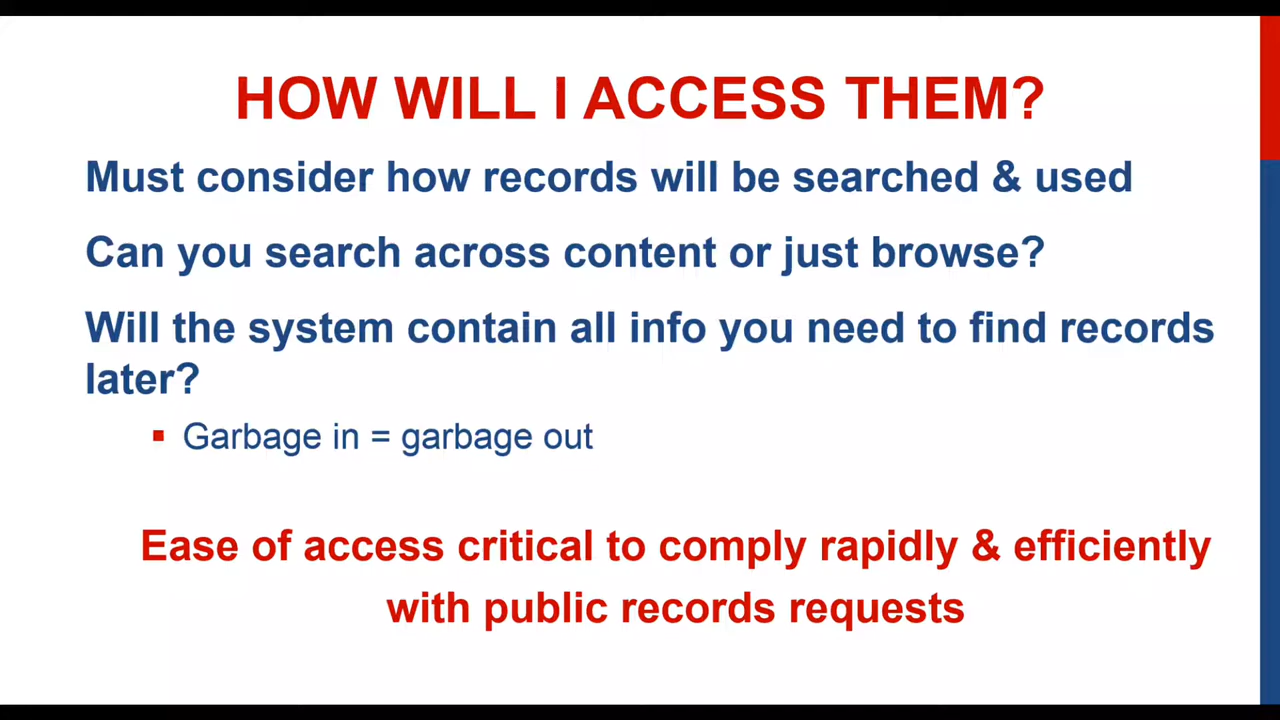 HOW WILL I ACCESS THEM?
Must consider how records will be searched & used
Can you search across content or just browse?
Will the system contain all info you need to find records
later?
Garbage in = garbage out
Ease of access critical to comply rapidly & efficiently
with public records requests